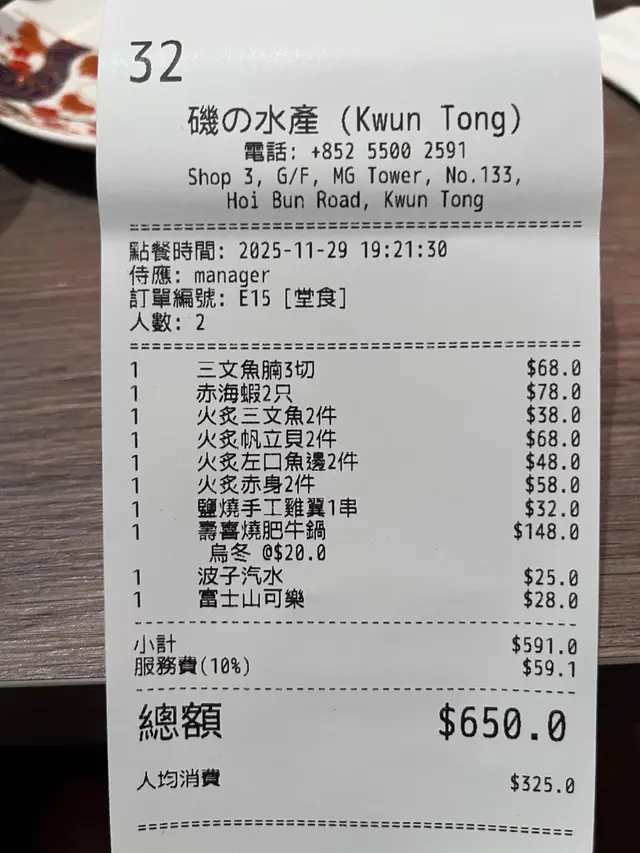 32
磯の水產 (Kwun Tong)
電話: +852 5500 2591
Shop 3, G/F, MG Tower, No.133,
Hoi Bun Road, Kwun Tong
點餐時間: 2025-11-29 19:21:30
侍應: manager
訂單編號: E15 [堂食]
人數: 2
1 三文魚腩3切 $68.0
1 赤海蝦2只 $78.0
1 火炙三文魚2件 $38.0
1 火炙帆立貝2件 $68.0
1 火炙左口魚邊2件 $48.0
1 火炙赤身2件 $58.0
1 鹽燒手工雞翼1串 $32.0
1 壽喜燒肥牛鍋 $148.0
烏冬 @$20.0
1 波子汽水 $25.0
1 富士山可樂 $28.0
小計 $591.0
服務費(10%) $59.1
總額 $650.0
人均消費 $325.0